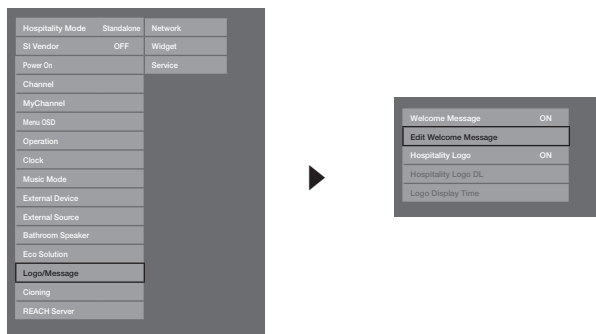 Hospitality Mode Standalone Network
SI Vendor OFF Widget
Power On Service
Channel
MyChannel
Menu OSD
Operation
Clock
Music Mode
External Device
External Source
Bathroom Speaker
Eco Solution
Logo/Message
Cloning
REACH Server
Welcome Message ON
Edit Welcome Message
Hospitality Logo ON
Hospitality Logo DL
Logo Display Time